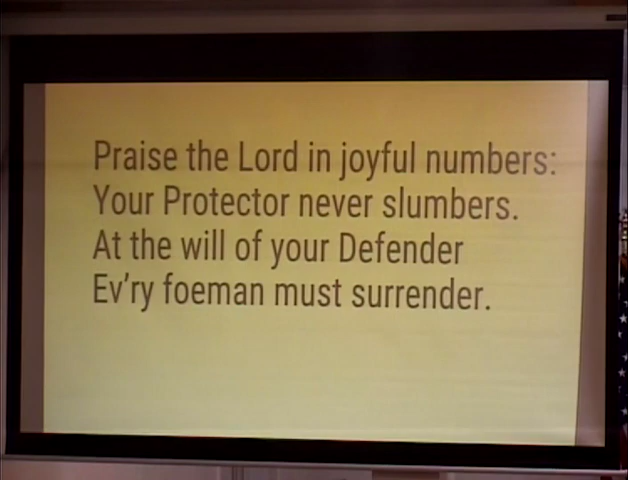 Praise the Lord in joyful numbers:
Your Protector never slumbers.
At the will of your Defender
Ev'ry foeman must surrender.